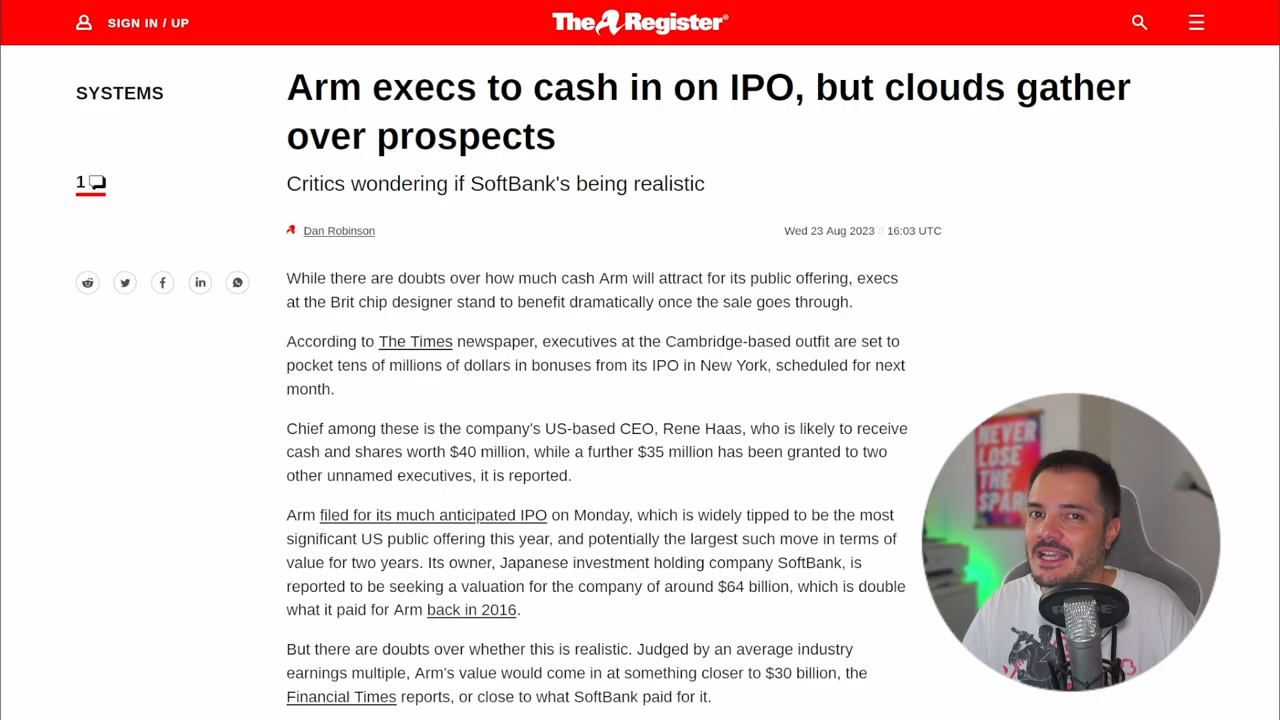 SIGN IN / UP
The Register®
SYSTEMS
Arm execs to cash in on IPO, but clouds gather
over prospects
1
Critics wondering if SoftBank's being realistic
Dan Robinson
Wed 23 Aug 2023 // 16:03 UTC
While there are doubts over how much cash Arm will attract for its public offering, execs
at the Brit chip designer stand to benefit dramatically once the sale goes through.
According to The Times newspaper, executives at the Cambridge-based outfit are set to
pocket tens of millions of dollars in bonuses from its IPO in New York, scheduled for next
month.
Chief among these is the company's US-based CEO, Rene Haas, who is likely to receive
cash and shares worth $40 million, while a further $35 million has been granted to two
other unnamed executives, it is reported.
Arm filed for its much anticipated IPO on Monday, which is widely tipped to be the most
significant US public offering this year, and potentially the largest such move in terms of
value for two years. Its owner, Japanese investment holding company SoftBank, is
reported to be seeking a valuation for the company of around $64 billion, which is double
what it paid for Arm back in 2016.
But there are doubts over whether this is realistic. Judged by an average industry
earnings multiple, Arm's value would come in at something closer to $30 billion, the
Financial Times reports, or close to what SoftBank paid for it.
NEVER
LOSE
THE
SPAR
RØDE